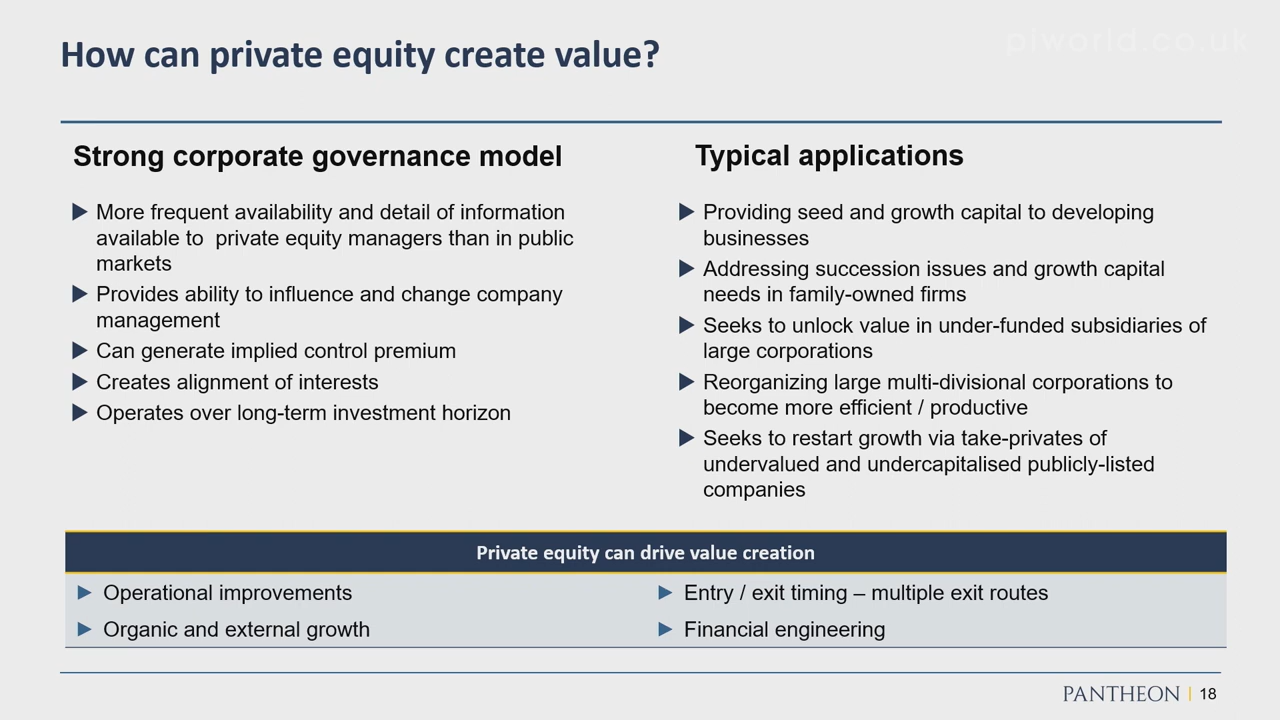 piworld.co.uk
How can private equity create value?
Strong corporate governance model
More frequent availability and detail of information
available to  private equity managers than in public
markets
Provides ability to influence and change company
management
Can generate implied control premium
Creates alignment of interests
Operates over long-term investment horizon
Typical applications
Providing seed and growth capital to developing
businesses
Addressing succession issues and growth capital
needs in family-owned firms
Seeks to unlock value in under-funded subsidiaries of
large corporations
Reorganizing large multi-divisional corporations to
become more efficient / productive
Seeks to restart growth via take-privates of
undervalued and undercapitalised publicly-listed
companies
Private equity can drive value creation
Operational improvements
Organic and external growth
Entry / exit timing – multiple exit routes
Financial engineering
PANTHEON | 18